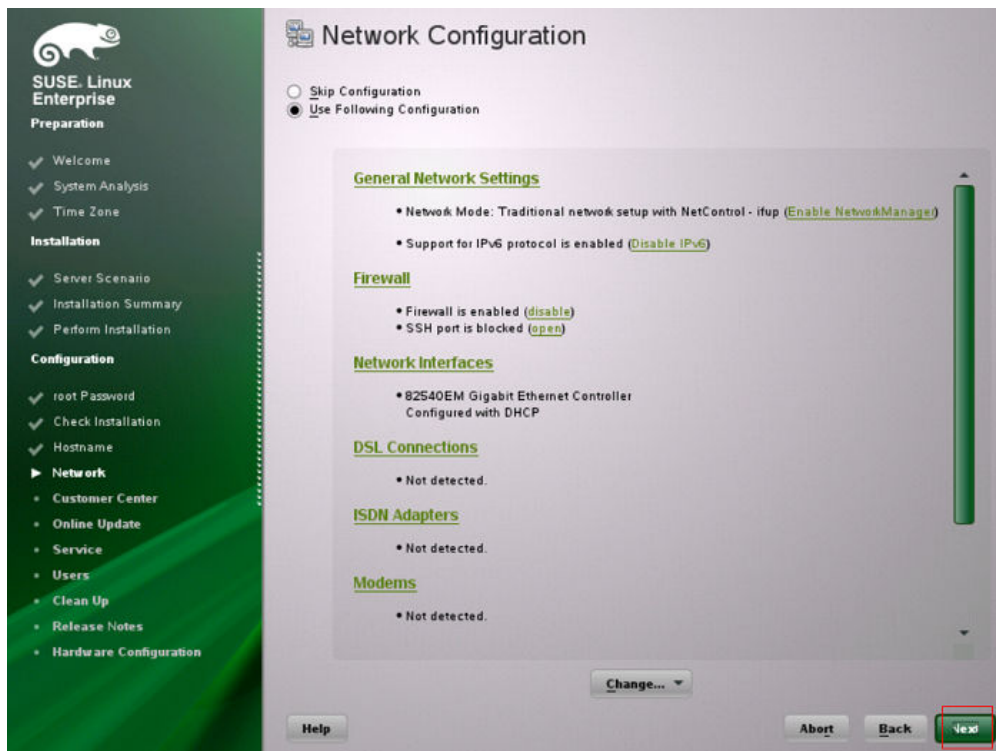 SUSE. Linux
Enterprise
Preparation
Welcome
System Analysis
Time Zone
Installation
Server Scenario
Installation Summary
Perform Installation
Configuration
root Password
Check Installation
Hostname
Network
Customer Center
Online Update
Service
Users
Clean Up
Release Notes
Hardware Configuration
Network Configuration
Skip Configuration
Use Following Configuration
General Network Settings
• Network Mode: Traditional network setup with NetControl - ifup (Enable NetworkManager)
• Support for IPv6 protocol is enabled (Disable IPv6)
Firewall
• Firewall is enabled (disable)
• SSH port is blocked (open)
Network Interfaces
• 82540EM Gigabit Ethernet Controller
Configured with DHCP
DSL Connections
• Not detected.
ISDN Adapters
• Not detected.
Modems
• Not detected.
Change...
Help
Abort
Back
Next